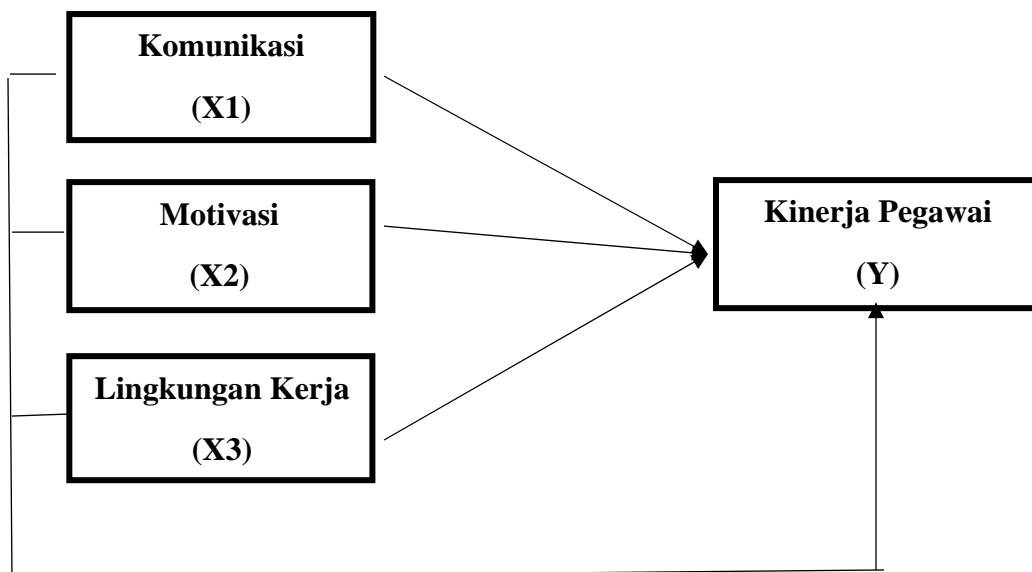 Komunikasi
(X1)
Motivasi
(X2)
Lingkungan Kerja
(X3)
Kinerja Pegawai
(Y)